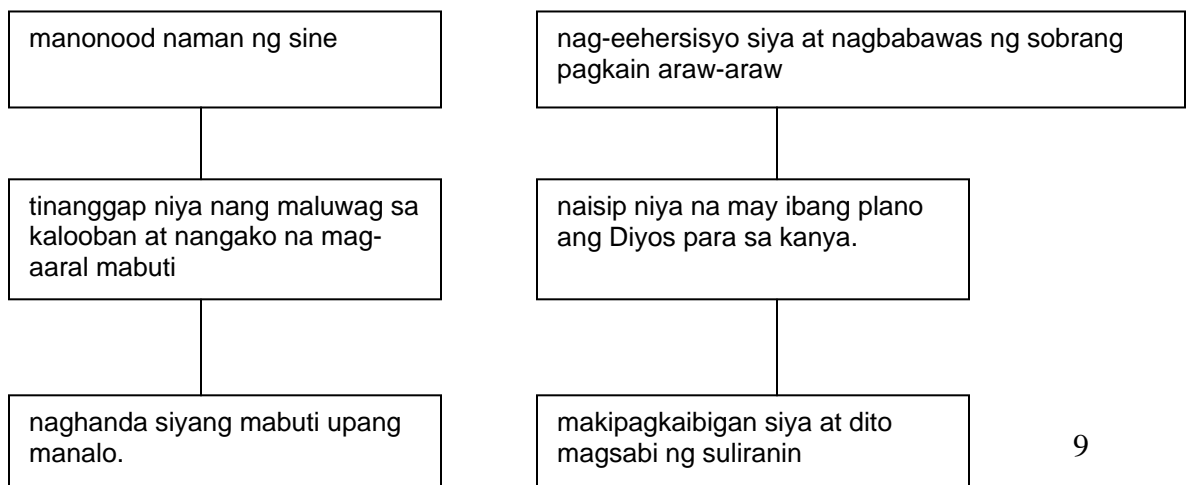 manonood naman ng sine
nag-eehersisyo siya at nagbabawas ng sobrang
pagkain araw-araw
tinanggap niya nang maluwag sa
kalooban at nangako na mag-
aaral mabuti
naisip niya na may ibang plano
ang Diyos para sa kanya.
naghanda siyang mabuti upang
manalo.
makipagkaibigan siya at dito
magsabi ng suliranin
9